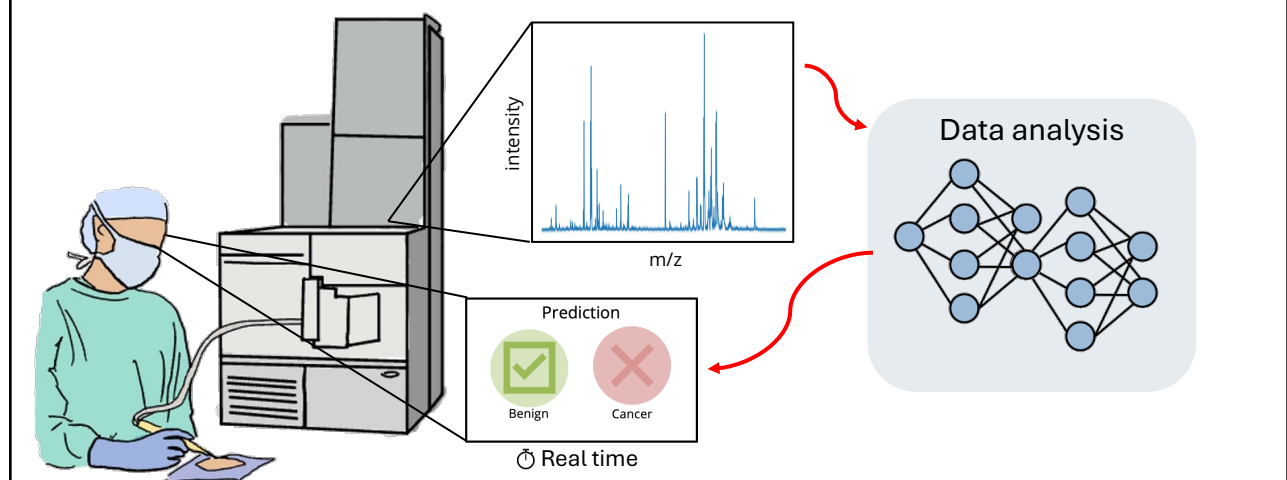 intensity
m/z
Data analysis
Prediction
Benign
Cancer
Real time